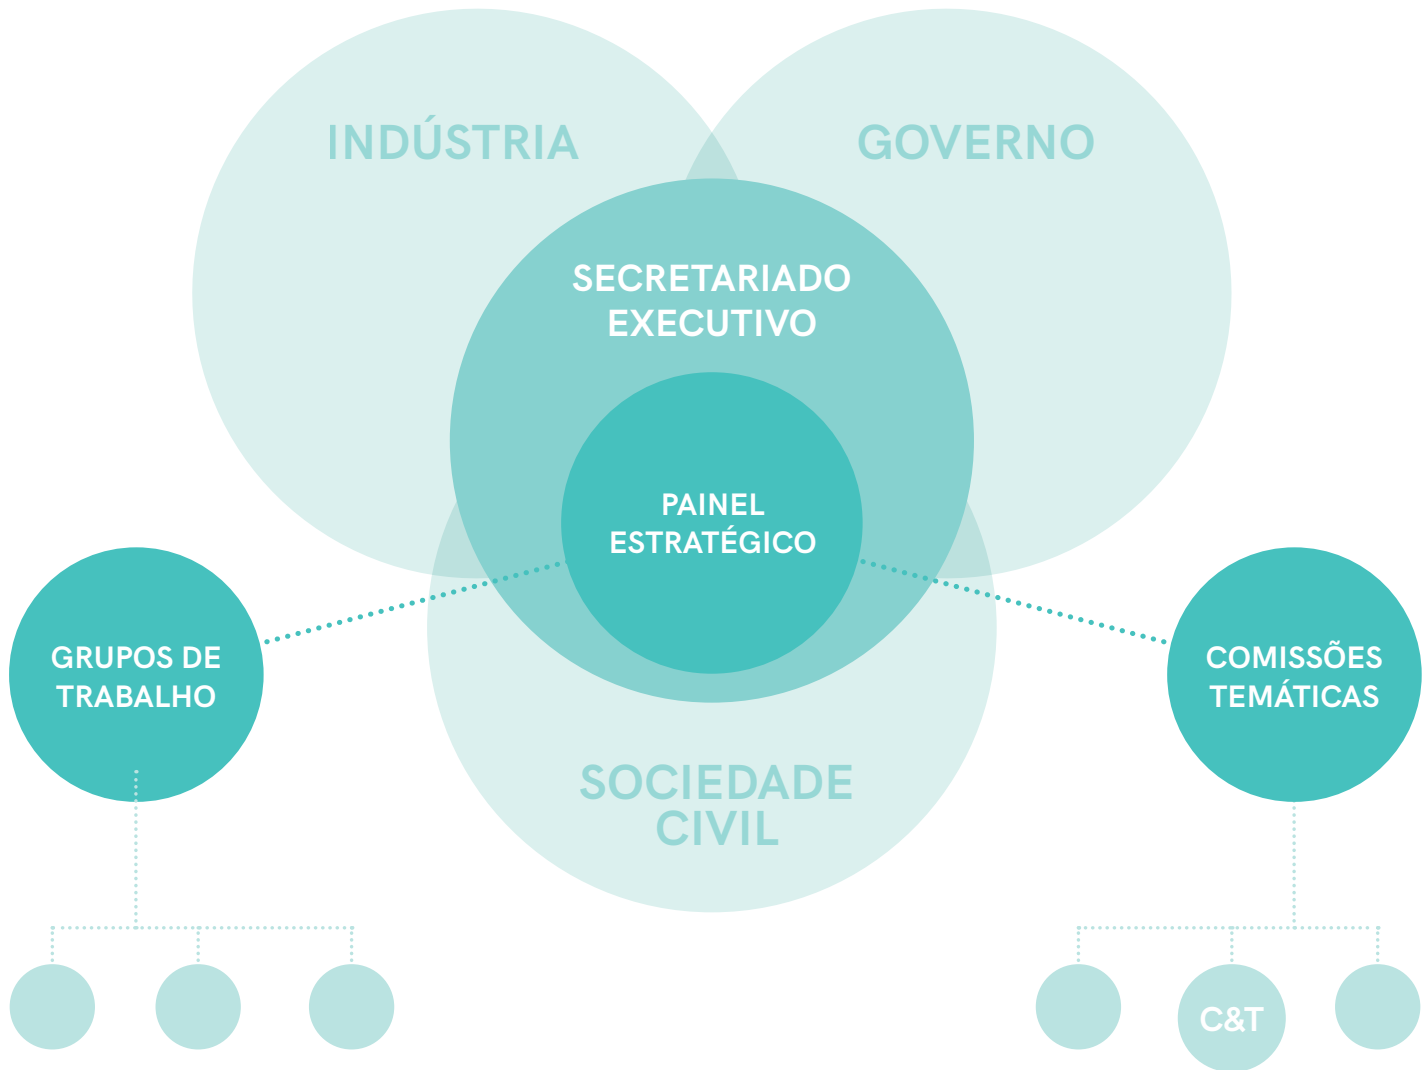 INDÚSTRIA
GOVERNO
SECRETARIADO
EXECUTIVO
PAINEL
ESTRATÉGICO
GRUPOS DE
TRABALHO
COMISSÕES
TEMÁTICAS
SOCIEDADE
CIVIL
C&T